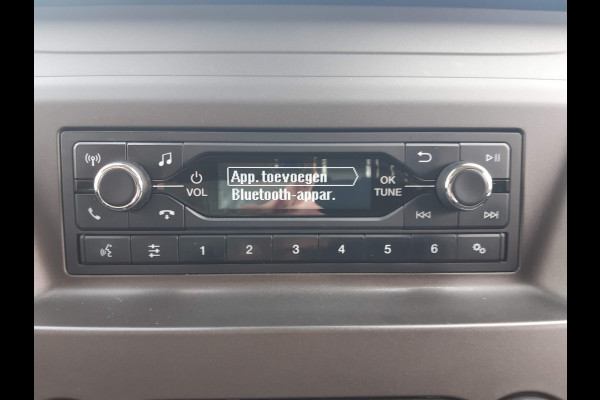 App. toevoegen
Bluetooth-appar.
VOL
OK
TUNE
1 2 3 4 5 6